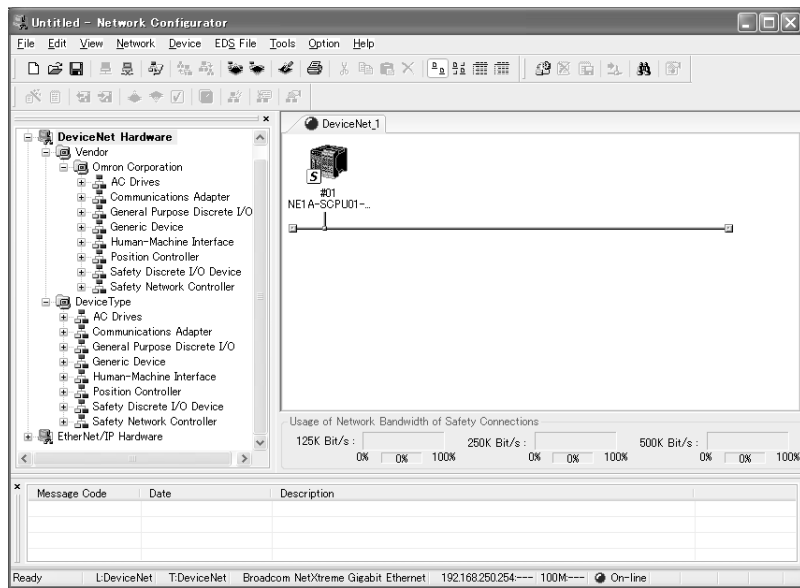 Untitled - Network Configurator
File Edit View Network Device EDS File Tools Option Help
DeviceNet Hardware
Vendor
Omron Corporation
AC Drives
Communications Adapter
General Purpose Discrete I/O
Generic Device
Human-Machine Interface
Position Controller
Safety Discrete I/O Device
Safety Network Controller
DeviceType
AC Drives
Communications Adapter
General Purpose Discrete I/O
Generic Device
Human-Machine Interface
Position Controller
Safety Discrete I/O Device
Safety Network Controller
EtherNet/IP Hardware
DeviceNet_1
S
#01
NE1A-SCPU01-...
Usage of Network Bandwidth of Safety Connections
125K Bit/s : 250K Bit/s : 500K Bit/s :
0% 0% 100% 0% 0% 100% 0% 0% 100%
Message Code Date Description
Ready L:DeviceNet T:DeviceNet Broadcom NetXtreme Gigabit Ethernet 192.168.250.254:--- 100M:--- On-line